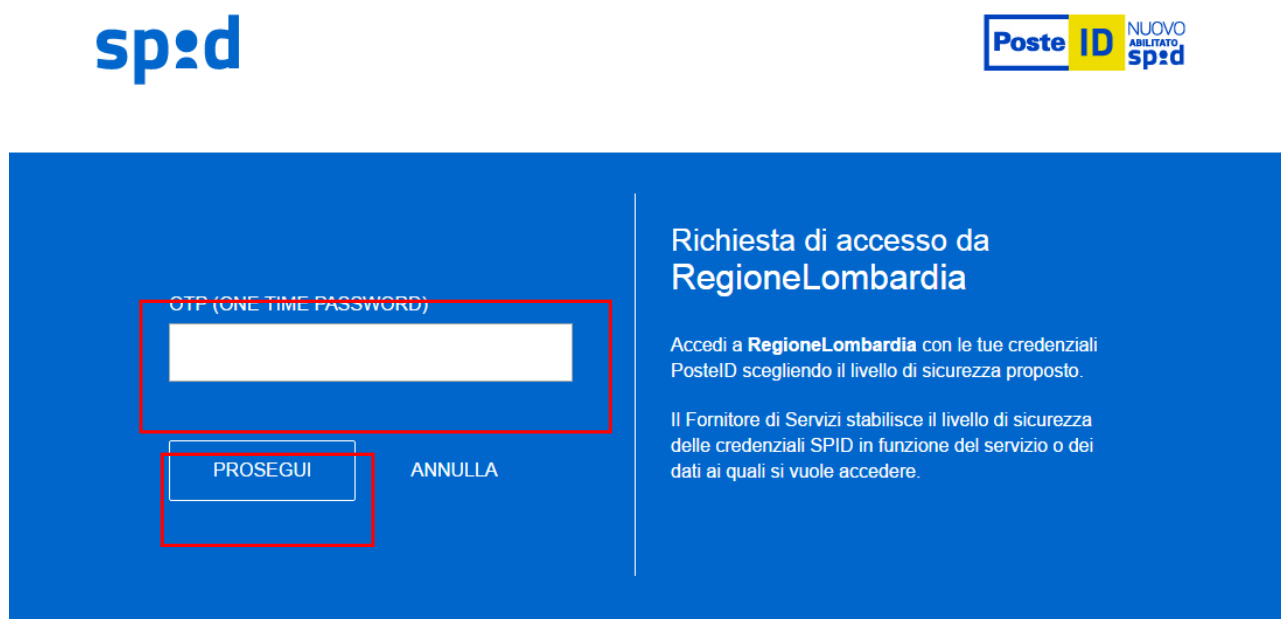 spid
Poste ID NUOVO
ABILITATO
spid
OTP (ONE TIME PASSWORD)
PROSEGUI ANNULLA
Richiesta di accesso da
RegioneLombardia
Accedi a RegioneLombardia con le tue credenziali
PosteID scegliendo il livello di sicurezza proposto.
Il Fornitore di Servizi stabilisce il livello di sicurezza
delle credenziali SPID in funzione del servizio o dei
dati ai quali si vuole accedere.